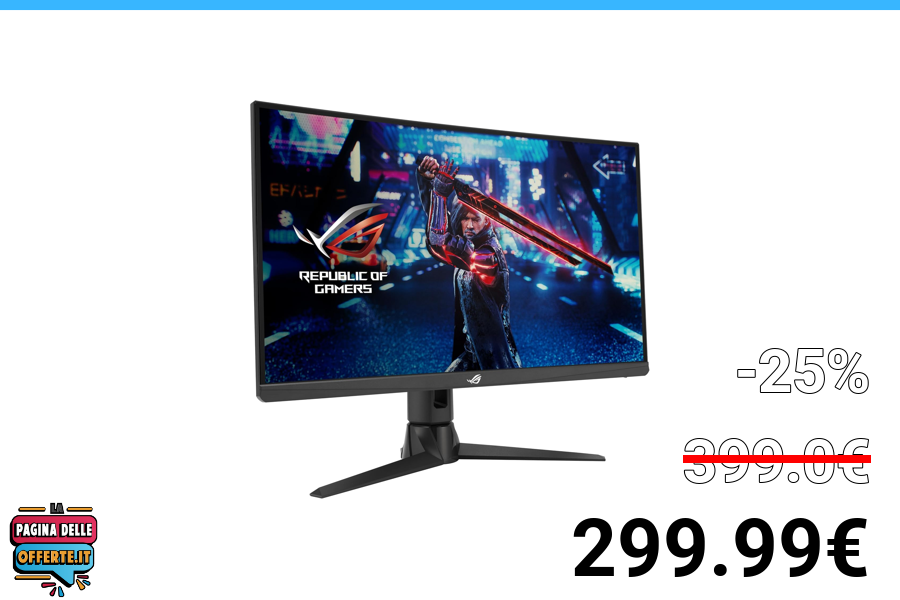 REPUBLIC OF
GAMERS
-25%
399.0€
299.99€
LA
PAGINA DELLE
OFFERTE.IT